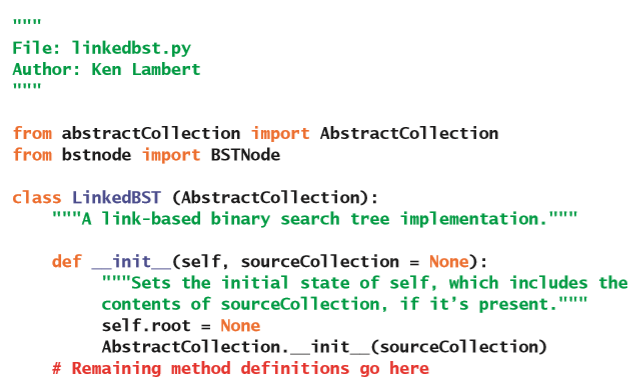 """
File: linkedbst.py
Author: Ken Lambert
"""
from abstractCollection import AbstractCollection
from bstnode import BSTNode
class LinkedBST (AbstractCollection):
"""A link-based binary search tree implementation."""
def __init__(self, sourceCollection = None):
"""Sets the initial state of self, which includes the
contents of sourceCollection, if it’s present."""
self.root = None
AbstractCollection.__init__(sourceCollection)
# Remaining method definitions go here